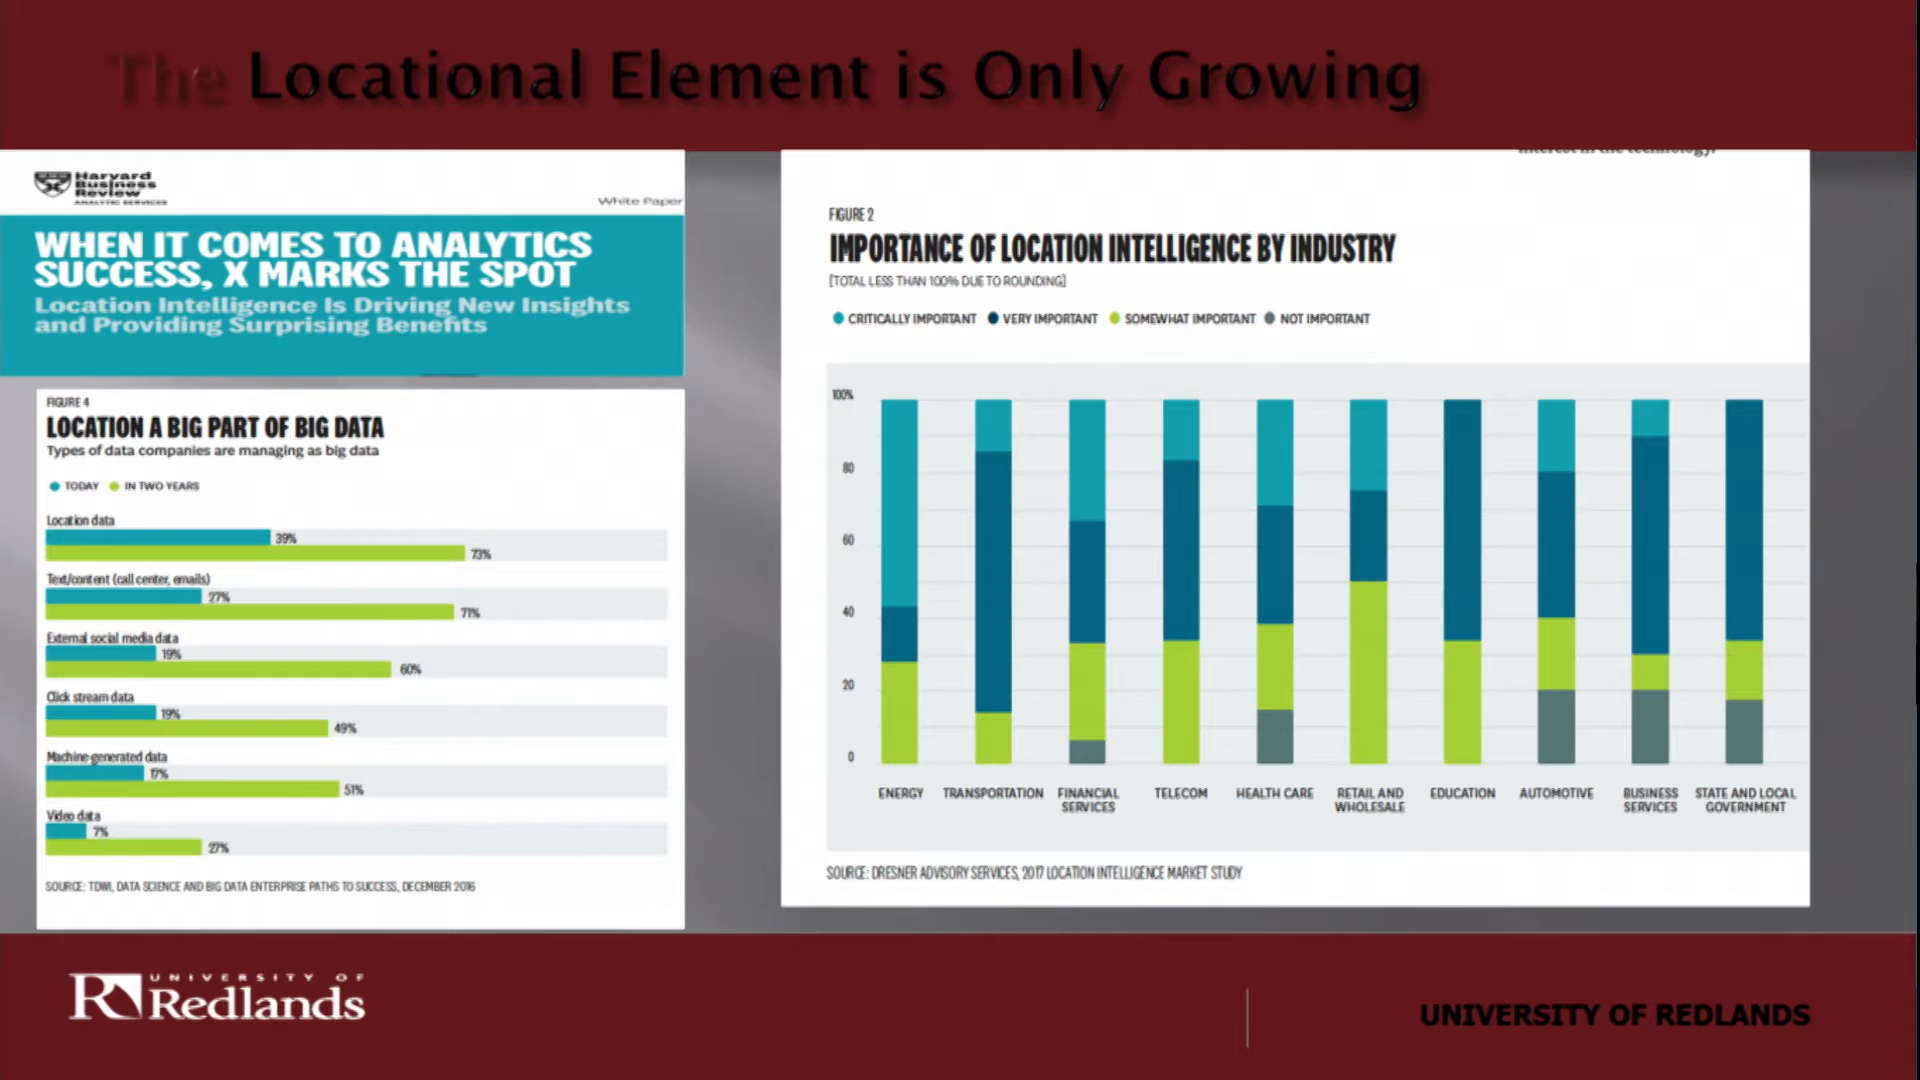 The Locational Element is Only Growing
Harvard
Business
Review
ANALYTIC SERVICES
White Paper
WHEN IT COMES TO ANALYTICS
SUCCESS, X MARKS THE SPOT
Location Intelligence Is Driving New Insights
and Providing Surprising Benefits
FIGURE 4
LOCATION A BIG PART OF BIG DATA
Types of data companies are managing as big data
TODAY IN TWO YEARS
Location data
39%
73%
Text/content (call center, emails)
27%
71%
External social media data
19%
60%
Click stream data
19%
49%
Machine-generated data
17%
51%
Video data
7%
27%
SOURCE: TDWI, DATA SCIENCE AND BIG DATA ENTERPRISE PATHS TO SUCCESS, DECEMBER 2016
interest in the technology.
FIGURE 2
IMPORTANCE OF LOCATION INTELLIGENCE BY INDUSTRY
[TOTAL LESS THAN 100% DUE TO ROUNDING]
CRITICALLY IMPORTANT VERY IMPORTANT SOMEWHAT IMPORTANT NOT IMPORTANT
100%
80
60
40
20
0
ENERGY TRANSPORTATION FINANCIAL SERVICES TELECOM HEALTH CARE RETAIL AND WHOLESALE EDUCATION AUTOMOTIVE BUSINESS SERVICES STATE AND LOCAL GOVERNMENT
SOURCE: DRESNER ADVISORY SERVICES, 2017 LOCATION INTELLIGENCE MARKET STUDY
UNIVERSITY OF
Redlands
UNIVERSITY OF REDLANDS